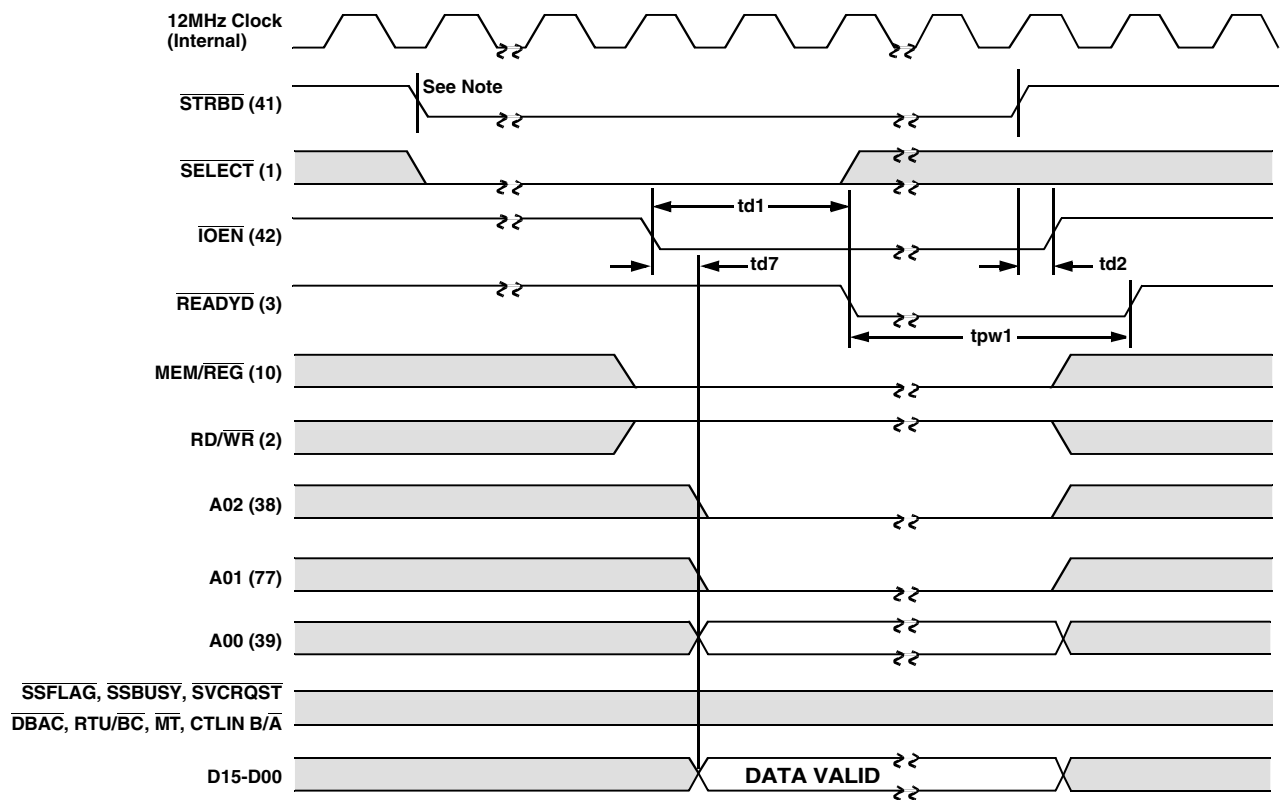 12MHz Clock
(Internal)
See Note
STRBD (41)
SELECT (1)
td1
IOEN (42)
td7
td2
READYD (3)
tpw1
MEM/REG (10)
RD/WR (2)
A02 (38)
A01 (77)
A00 (39)
SSFLAG, SSBUSY, SVCRQST
DBAC, RTU/BC, MT, CTLIN B/A
D15-D00
DATA VALID